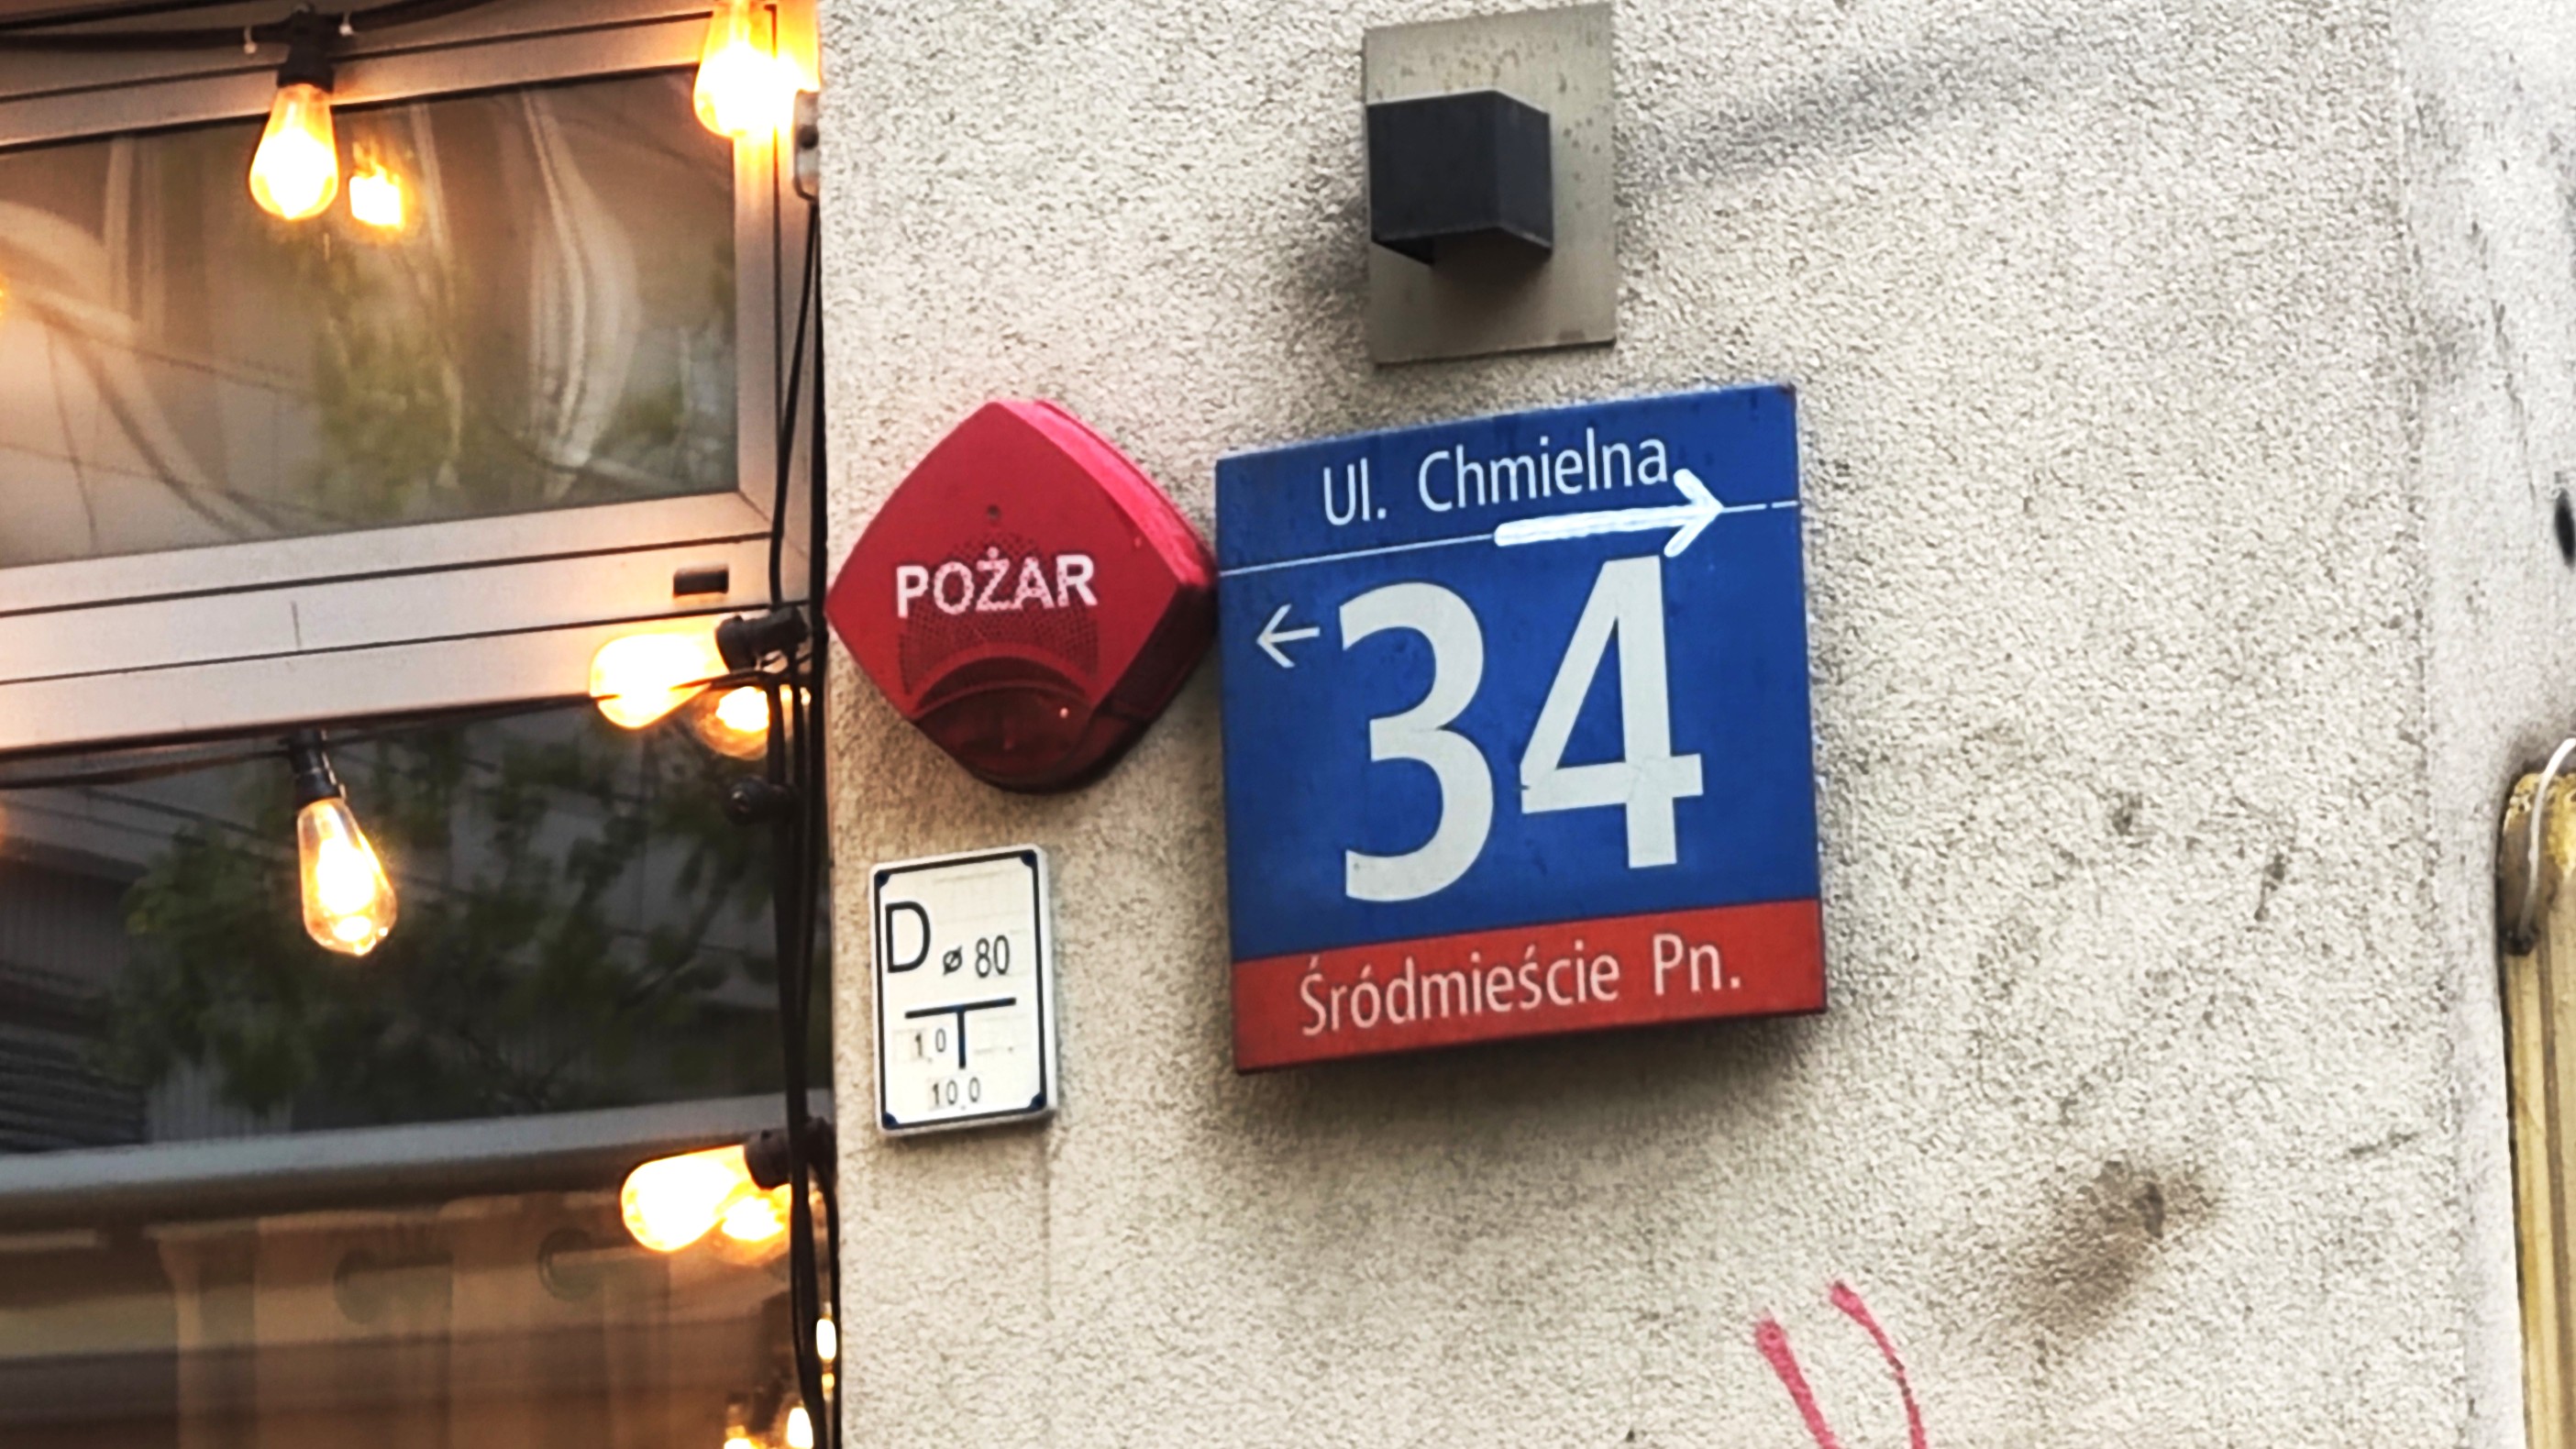 POŻAR
Ul. Chmielna
34
Śródmieście Pn.
D ⌀ 80
1,0
10,0